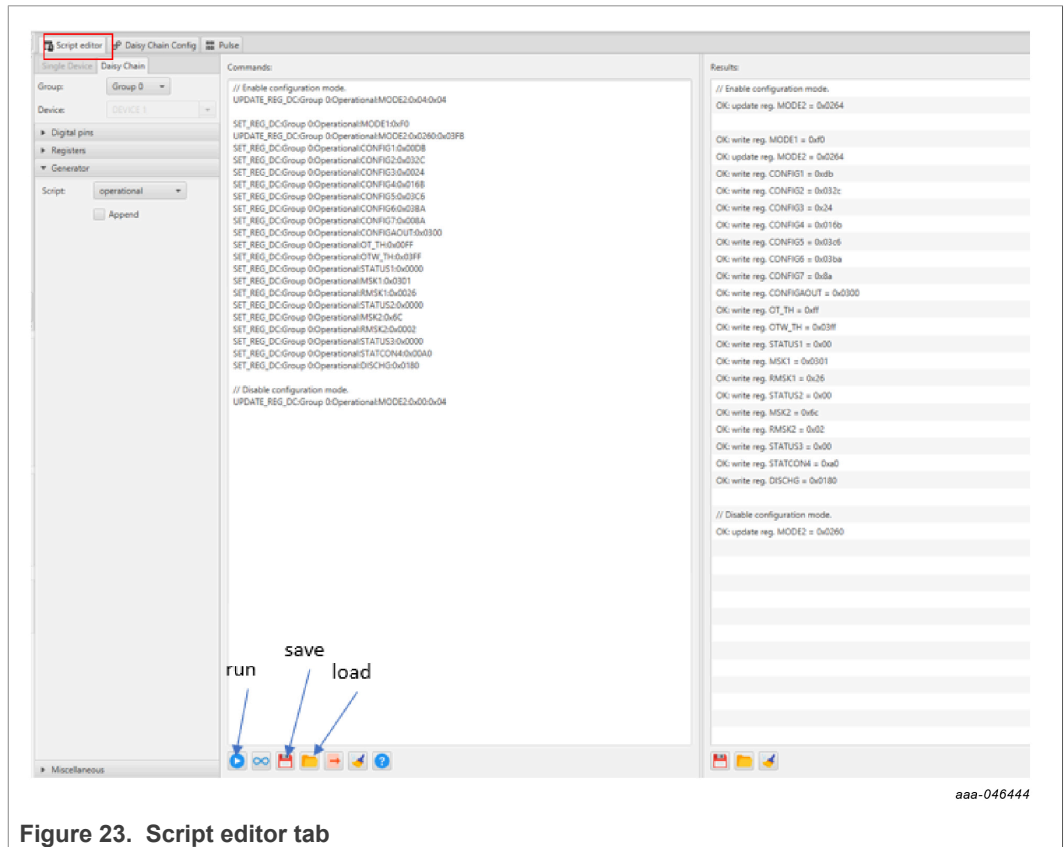 Script editor Daisy Chain Config Pulse
Single Device Daisy Chain
Group: Group 0
Device: DEVICE 1
Digital pins
Registers
Generator
Script: operational
Append
Miscellaneous
Commands:
// Enable configuration mode.
UPDATE_REG_DC:Group 0:Operational:MODE2:0x04:0x04
SET_REG_DC:Group 0:Operational:MODE1:0xF0
UPDATE_REG_DC:Group 0:Operational:MODE2:0x0260:0x03FB
SET_REG_DC:Group 0:Operational:CONFIG1:0x00DB
SET_REG_DC:Group 0:Operational:CONFIG2:0x032C
SET_REG_DC:Group 0:Operational:CONFIG3:0x0024
SET_REG_DC:Group 0:Operational:CONFIG4:0x016B
SET_REG_DC:Group 0:Operational:CONFIG5:0x03C6
SET_REG_DC:Group 0:Operational:CONFIG6:0x03BA
SET_REG_DC:Group 0:Operational:CONFIG7:0x008A
SET_REG_DC:Group 0:Operational:CONFIGAOUT:0x0300
SET_REG_DC:Group 0:Operational:OT_TH:0x00FF
SET_REG_DC:Group 0:Operational:OTW_TH:0x03FF
SET_REG_DC:Group 0:Operational:STATUS1:0x0000
SET_REG_DC:Group 0:Operational:MSK1:0x0301
SET_REG_DC:Group 0:Operational:RMSK1:0x0026
SET_REG_DC:Group 0:Operational:STATUS2:0x0000
SET_REG_DC:Group 0:Operational:MSK2:0x6C
SET_REG_DC:Group 0:Operational:RMSK2:0x0002
SET_REG_DC:Group 0:Operational:STATUS3:0x0000
SET_REG_DC:Group 0:Operational:STATCON4:0x00A0
SET_REG_DC:Group 0:Operational:DISCHG:0x0180
// Disable configuration mode.
UPDATE_REG_DC:Group 0:Operational:MODE2:0x00:0x04
run
save
load
Results:
// Enable configuration mode.
OK: update reg. MODE2 = 0x0264
OK: write reg. MODE1 = 0xf0
OK: update reg. MODE2 = 0x0264
OK: write reg. CONFIG1 = 0xdb
OK: write reg. CONFIG2 = 0x032c
OK: write reg. CONFIG3 = 0x24
OK: write reg. CONFIG4 = 0x016b
OK: write reg. CONFIG5 = 0x03c6
OK: write reg. CONFIG6 = 0x03ba
OK: write reg. CONFIG7 = 0x8a
OK: write reg. CONFIGAOUT = 0x0300
OK: write reg. OT_TH = 0xff
OK: write reg. OTW_TH = 0x03ff
OK: write reg. STATUS1 = 0x00
OK: write reg. MSK1 = 0x0301
OK: write reg. RMSK1 = 0x26
OK: write reg. STATUS2 = 0x00
OK: write reg. MSK2 = 0x6c
OK: write reg. RMSK2 = 0x02
OK: write reg. STATUS3 = 0x00
OK: write reg. STATCON4 = 0xa0
OK: write reg. DISCHG = 0x0180
// Disable configuration mode.
OK: update reg. MODE2 = 0x0260
aaa-046444
Figure 23. Script editor tab